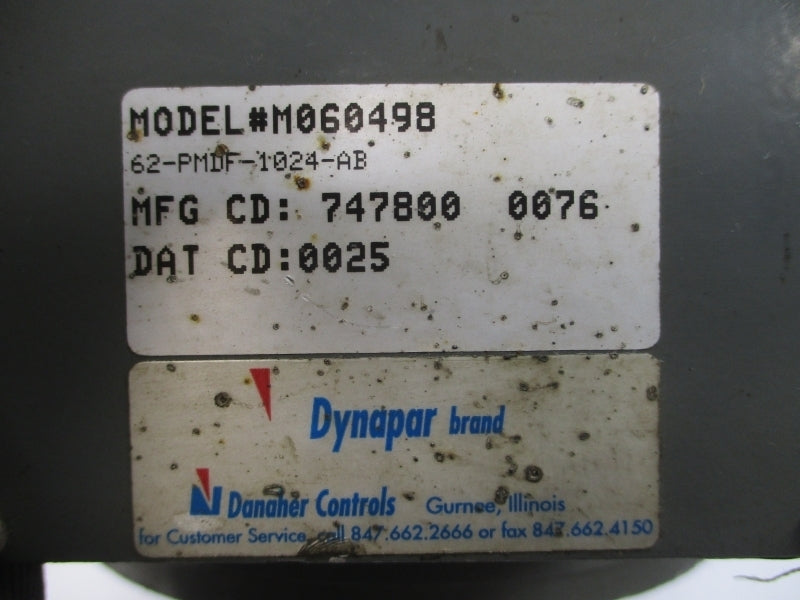 MODEL#M060498
62-PMDF-1024-AB
MFG CD: 747800 0076
DAT CD:0025
Dynapar brand
Danaher Controls Gurnee, Illinois
for Customer Service, call 847.662.2666 or fax 847.662.4150